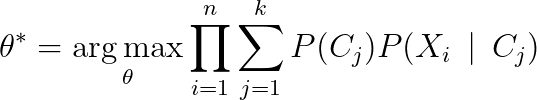 θ* = arg max_θ ∏_{i=1}^{n} ∑_{j=1}^{k} P(C_j)P(X_i | C_j)